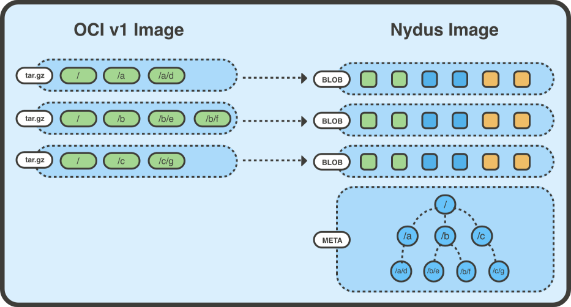 OCI v1 Image
Nydus Image
tar.gz / /a /a/d
BLOB
tar.gz / /b /b/e /b/f
BLOB
tar.gz / /c /c/g
BLOB
META
/
/a /b /c
/a/d /b/e /b/f /c/g